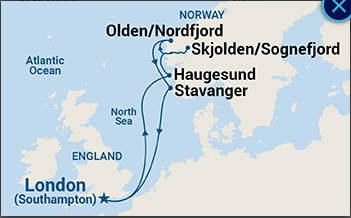 NORWAY
Olden/Nordfjord
Skjolden/Sognefjord
Atlantic
Ocean
Haugesund
Stavanger
North
Sea
ENGLAND
London
(Southampton)